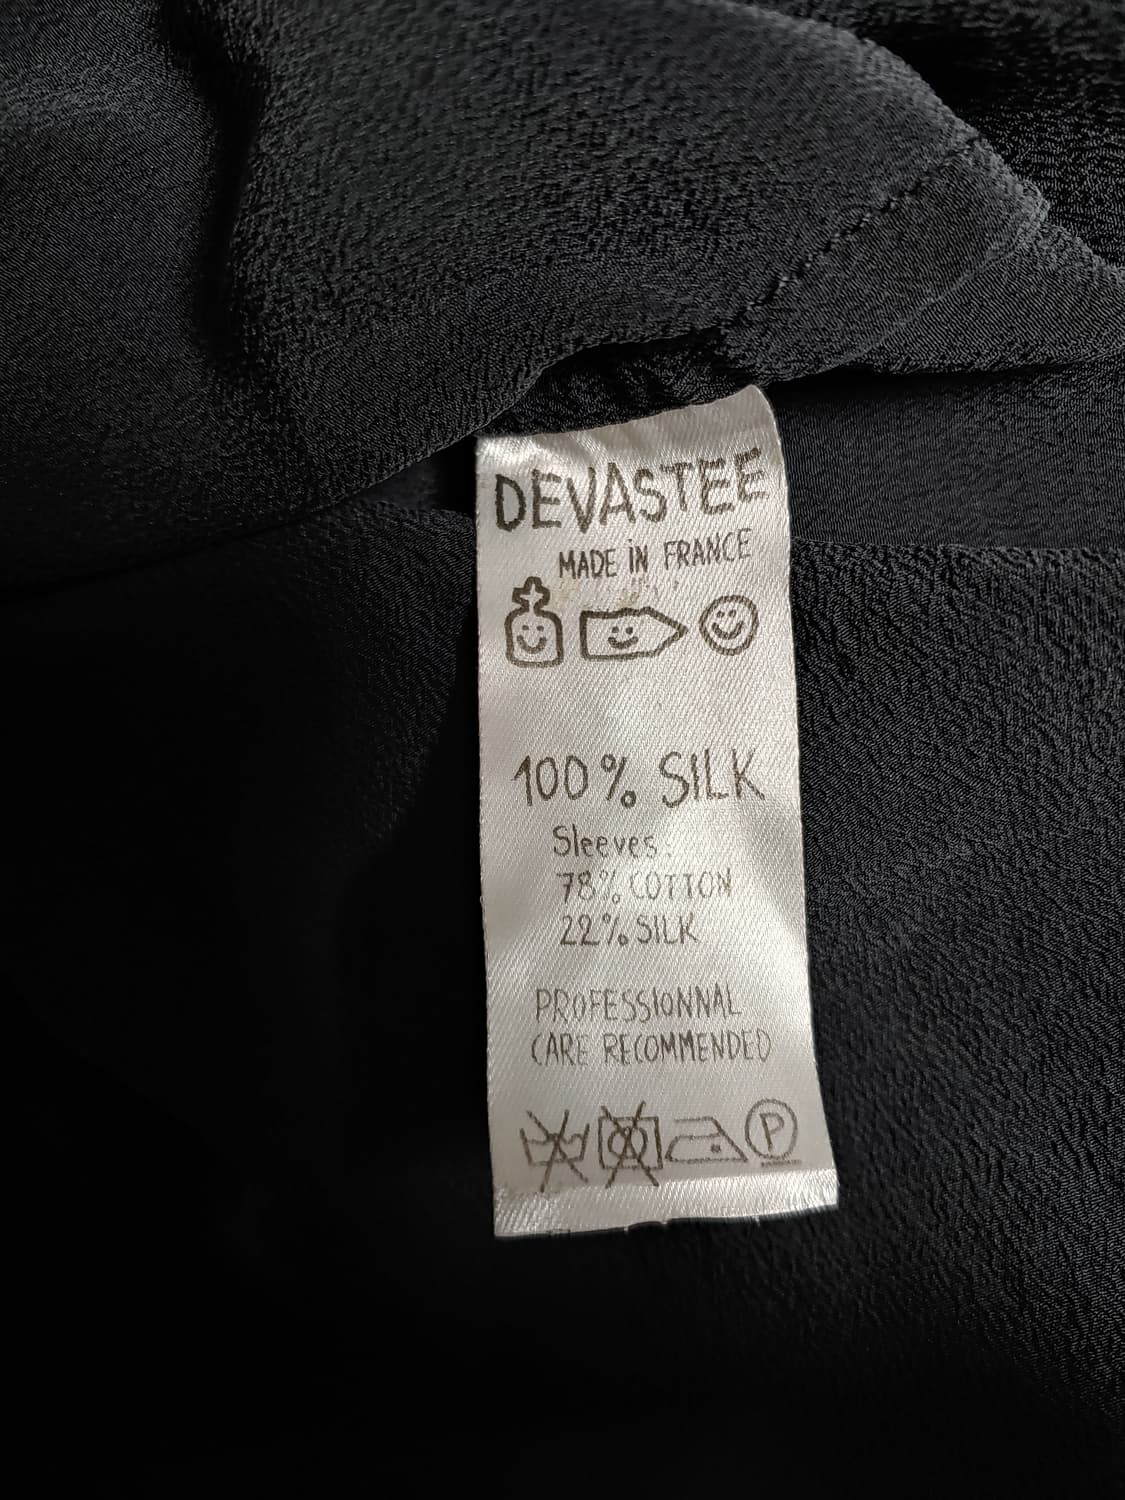 DEVASTEE
MADE iN FRANCE
100% SILK
Sleeves:
78% COTTON
22% SILK
PROFESSIONNAL
CARE RECOMMENDED
P